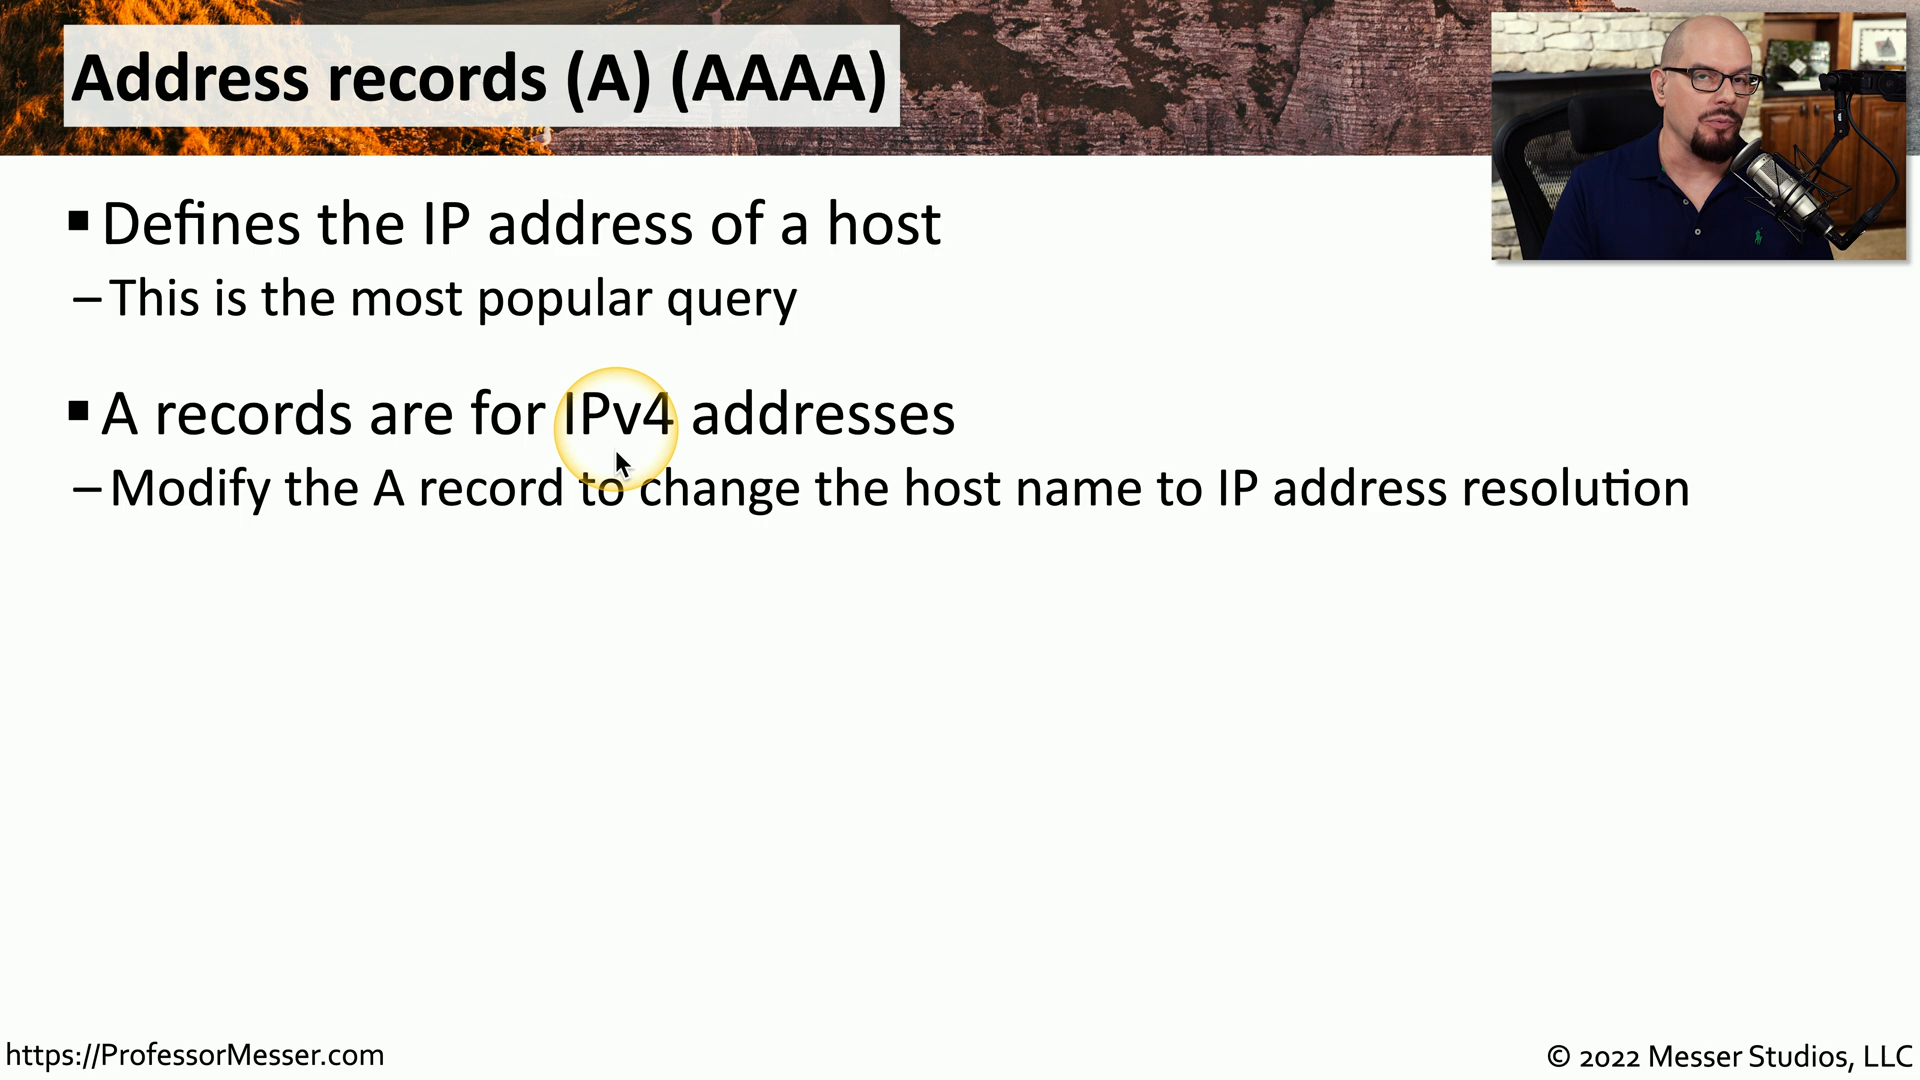 Address records (A) (AAAA)
▪ Defines the IP address of a host
– This is the most popular query
▪ A records are for IPv4 addresses
– Modify the A record to change the host name to IP address resolution
https://ProfessorMesser.com
© 2022 Messer Studios, LLC